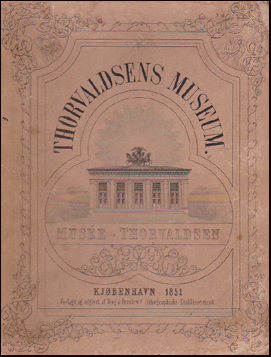 THORVALDSENS MUSEUM.
MUSÉE THORVALDSEN
KJØBENHAVN 1851